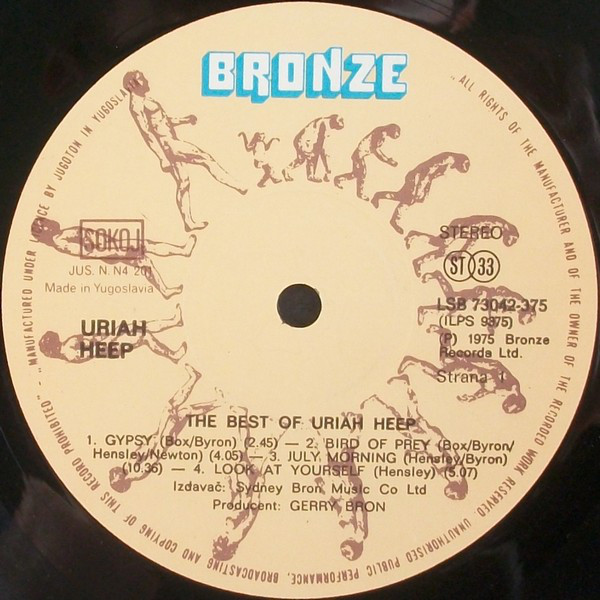 BRONZE
MANUFACTURED UNDER LICENCE BY JUGOTON IN YUGOSLAVIA
ALL RIGHTS OF THE MANUFACTURER AND OF THE OWNER OF THE RECORDED WORK RESERVED UNAUTHORISED PUBLIC PERFORMANCE, BROADCASTING AND COPYING OF THIS RECORD PROHIBITED
SOKOJ
JUS. N. N4 201
Made in Yugoslavia
URIAH
HEEP
STEREO
ST 33
LSB 73042-375
(ILPS 9375)
(P) 1975 Bronze
Records Ltd.
Strana 1
THE BEST OF URIAH HEEP
1. GYPSY (Box/Byron) (2.45) — 2. BIRD OF PREY (Box/Byron/
Hensley/Newton) (4.05) — 3. JULY MORNING (Hensley/Byron)
(10.36) — 4. LOOK AT YOURSELF (Hensley) (5.07)
Izdavač: Sydney Bron Music Co Ltd
Producent: GERRY BRON